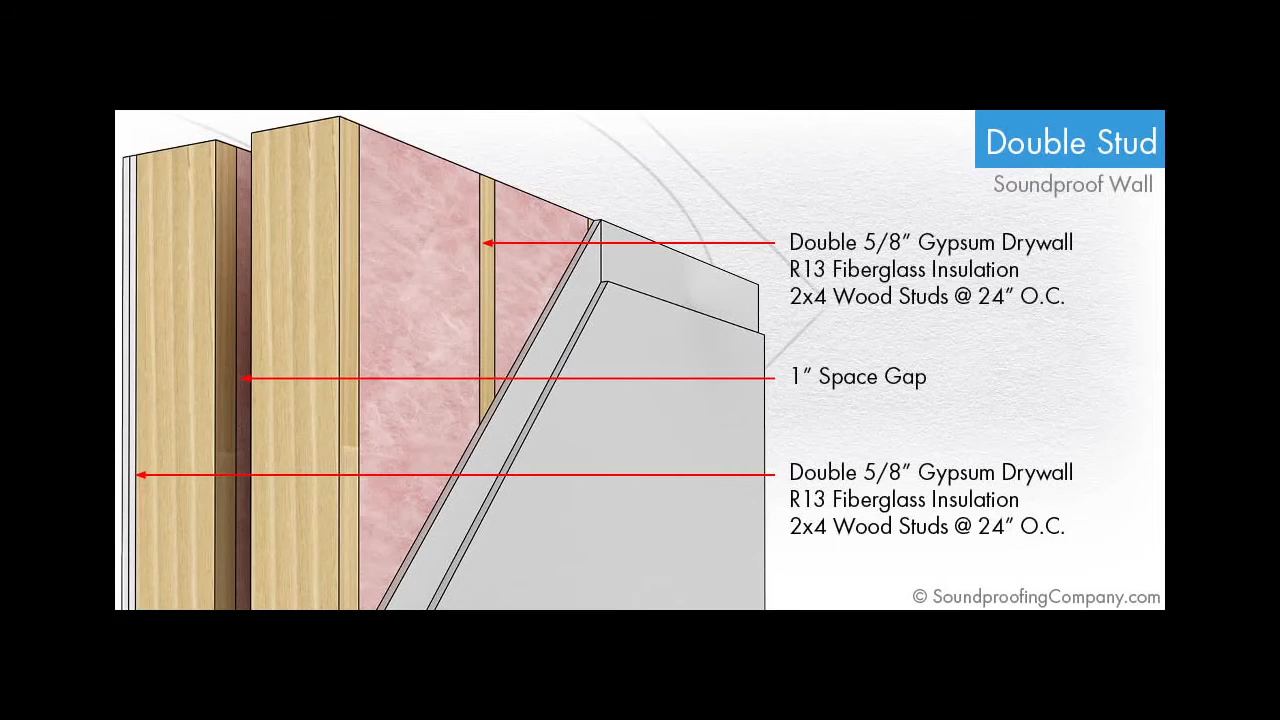 Double Stud
Soundproof Wall
Double 5/8” Gypsum Drywall
R13 Fiberglass Insulation
2x4 Wood Studs @ 24” O.C.
1” Space Gap
Double 5/8” Gypsum Drywall
R13 Fiberglass Insulation
2x4 Wood Studs @ 24” O.C.
© SoundproofingCompany.com